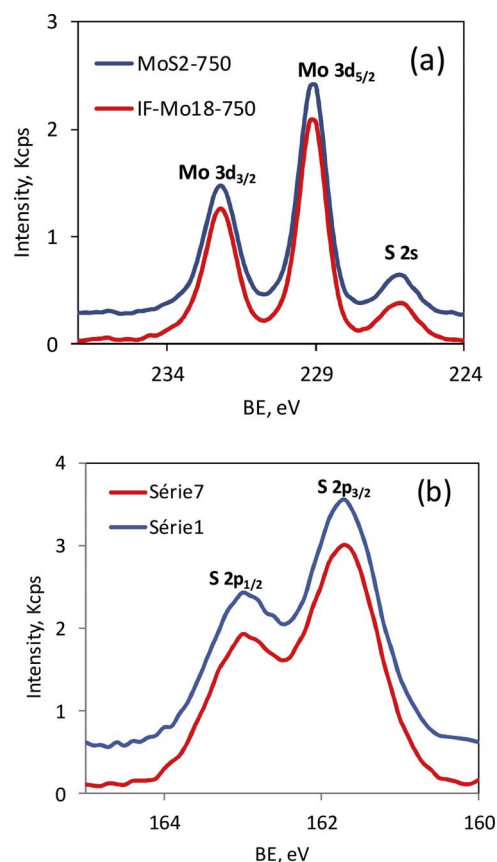 3
(a)
MoS2-750
Mo 3d5/2
IF-Mo18-750
2
Mo 3d3/2
Intensity, Kcps
1
S 2s
0
234
229
224
BE, eV
4
(b)
Série7
S 2p3/2
Série1
3
S 2p1/2
Intensity, Kcps
2
1
0
164
162
160
BE, eV